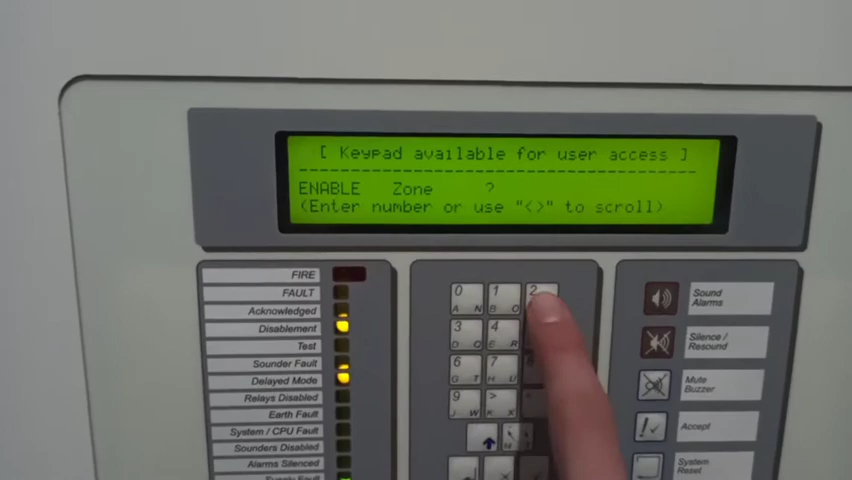 [ Keypad available for user access ]
--------------------------------------------
ENABLE Zone ?
(Enter number or use "<>" to scroll)
FIRE
FAULT
Acknowledged
Disablement
Test
Sounder Fault
Delayed Mode
Relays Disabled
Earth Fault
System / CPU Fault
Sounders Disabled
Alarms Silenced
Supply Fault
0 1 2
A N B O
3 4
D Q E R
6 7
G T H U
9 >
J W K X
Sound
Alarms
Silence /
Resound
Mute
Buzzer
Accept
System
Reset